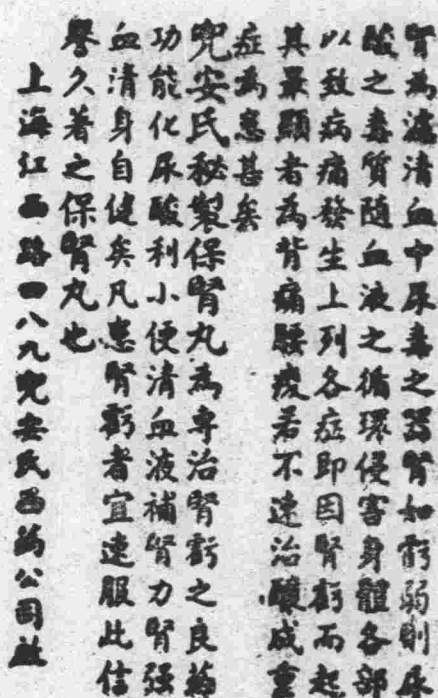 腎為濾清血中尿毒之器腎如虧弱則尿
酸之毒質隨血液之循環侵害身體各部
以致病痛發生上列各症即因腎虧而起
其最顯者為背痛腰痠若不速治釀成重
症為患甚矣
兜安氏秘製保腎丸為專治腎虧之良藥
功能化尿酸利小便清血液補腎力腎强
血清身自健矣凡患腎虧者宜速服此信
譽久著之保腎丸也
上海江西路四八九兜安氏西藥公司啟